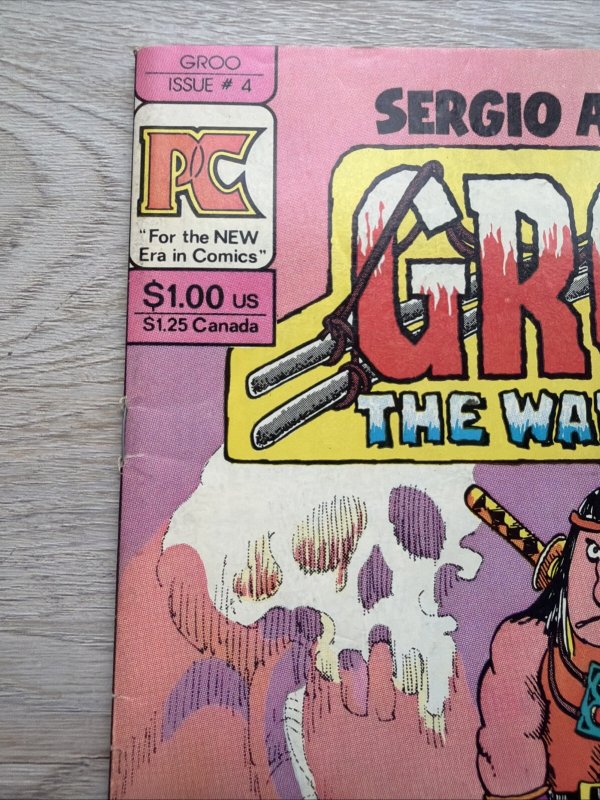 GROO
ISSUE # 4
PC
"For the NEW
Era in Comics"
$1.00 US
$1.25 Canada
SERGIO A
GR
THE WA